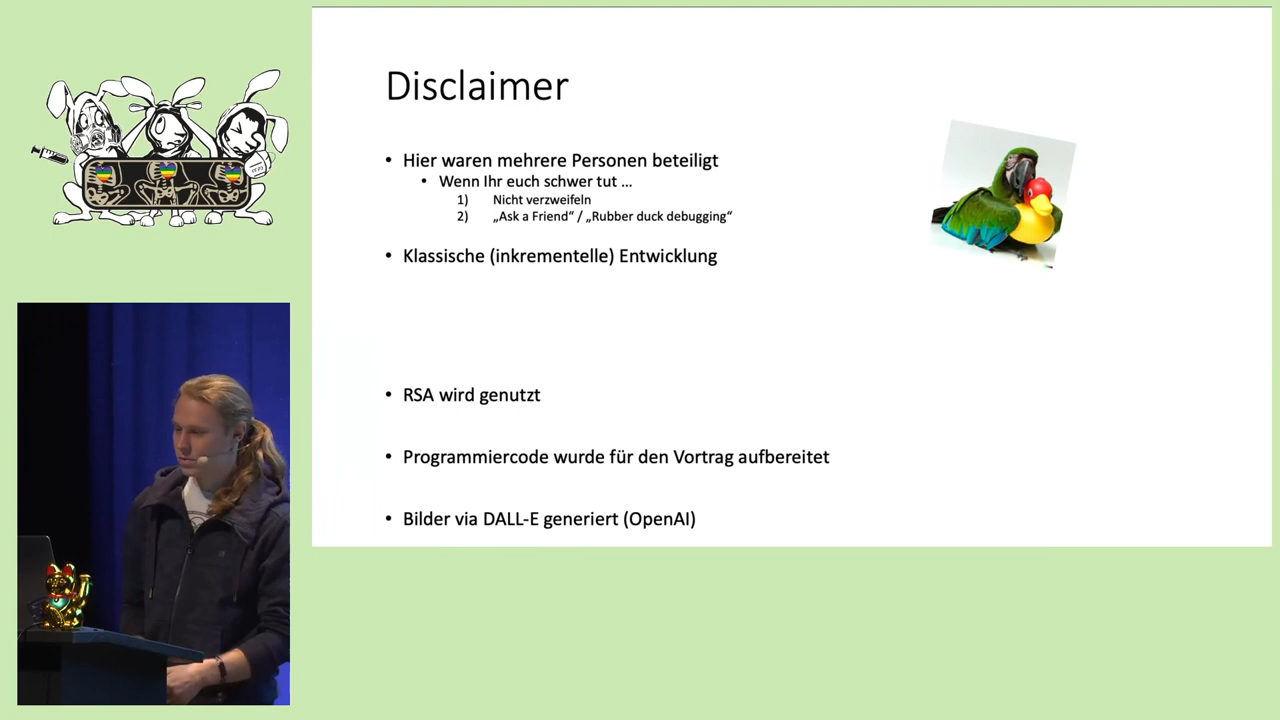 Disclaimer
• Hier waren mehrere Personen beteiligt
• Wenn Ihr euch schwer tut ...
1) Nicht verzweifeln
2) „Ask a Friend“ / „Rubber duck debugging“
• Klassische (inkrementelle) Entwicklung
• RSA wird genutzt
• Programmiercode wurde für den Vortrag aufbereitet
• Bilder via DALL-E generiert (OpenAI)